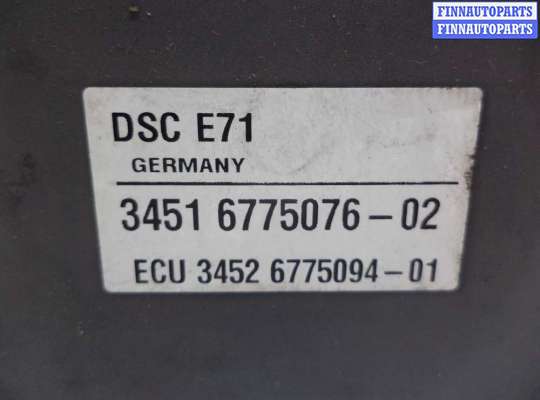 FINNAUTOPARTS
FINNAUTOPARTS
DSC E71
GERMANY
3451 6775076-02
ECU 3452 6775094-01